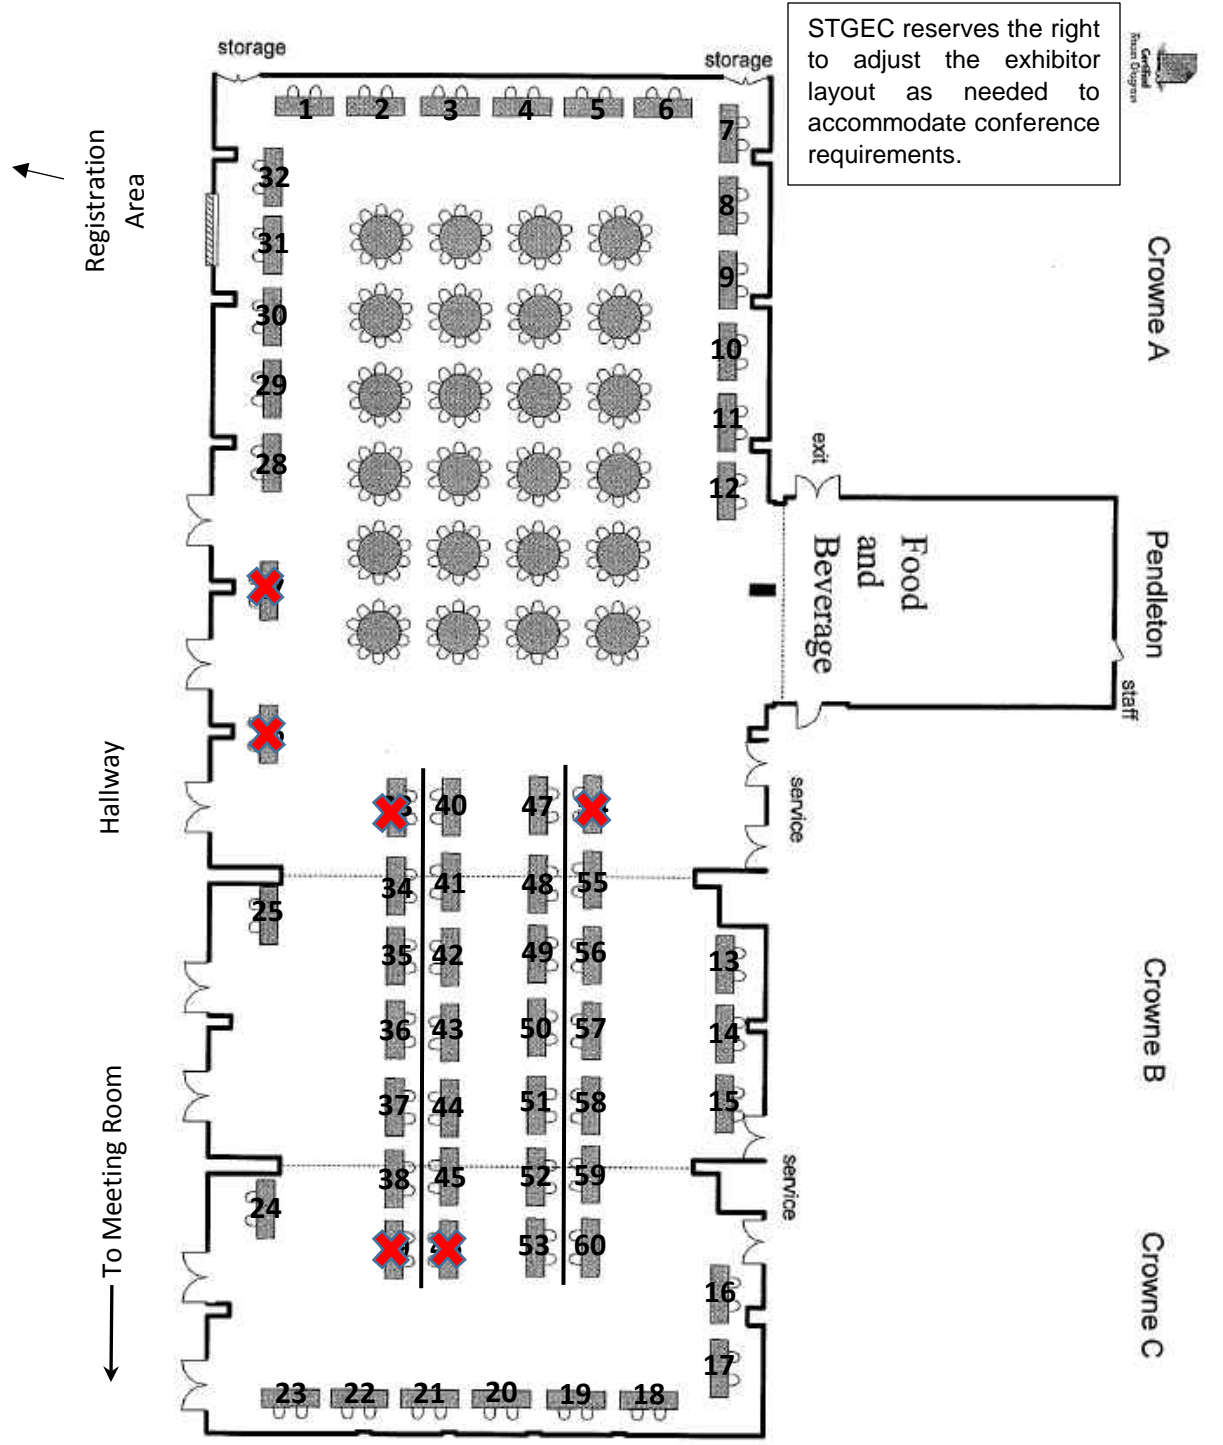 STGEC reserves the right
to adjust the exhibitor
layout as needed to
accommodate conference
requirements.
Certified
Room Diagram
storage
storage
1 2 3 4 5 6
7
32
8
31
9
30
10
29
11
28
12
Registration
Area
Crowne A
exit
Food
and
Beverage
Pendleton
staff
Hallway
service
40 47
34 41 48 55
25
35 42 49 56
13
36 43 50 57
14
37 44 51 58
15
Crowne B
38 45 52 59
24
service
53 60
16
17
Crowne C
To Meeting Room
23 22 21 20 19 18